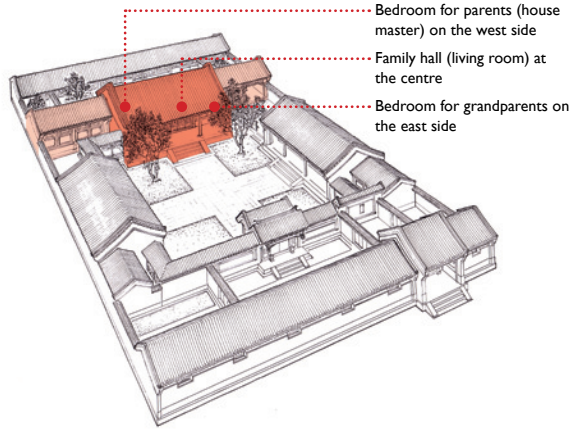 Bedroom for parents (house
master) on the west side
Family hall (living room) at
the centre
Bedroom for grandparents on
the east side